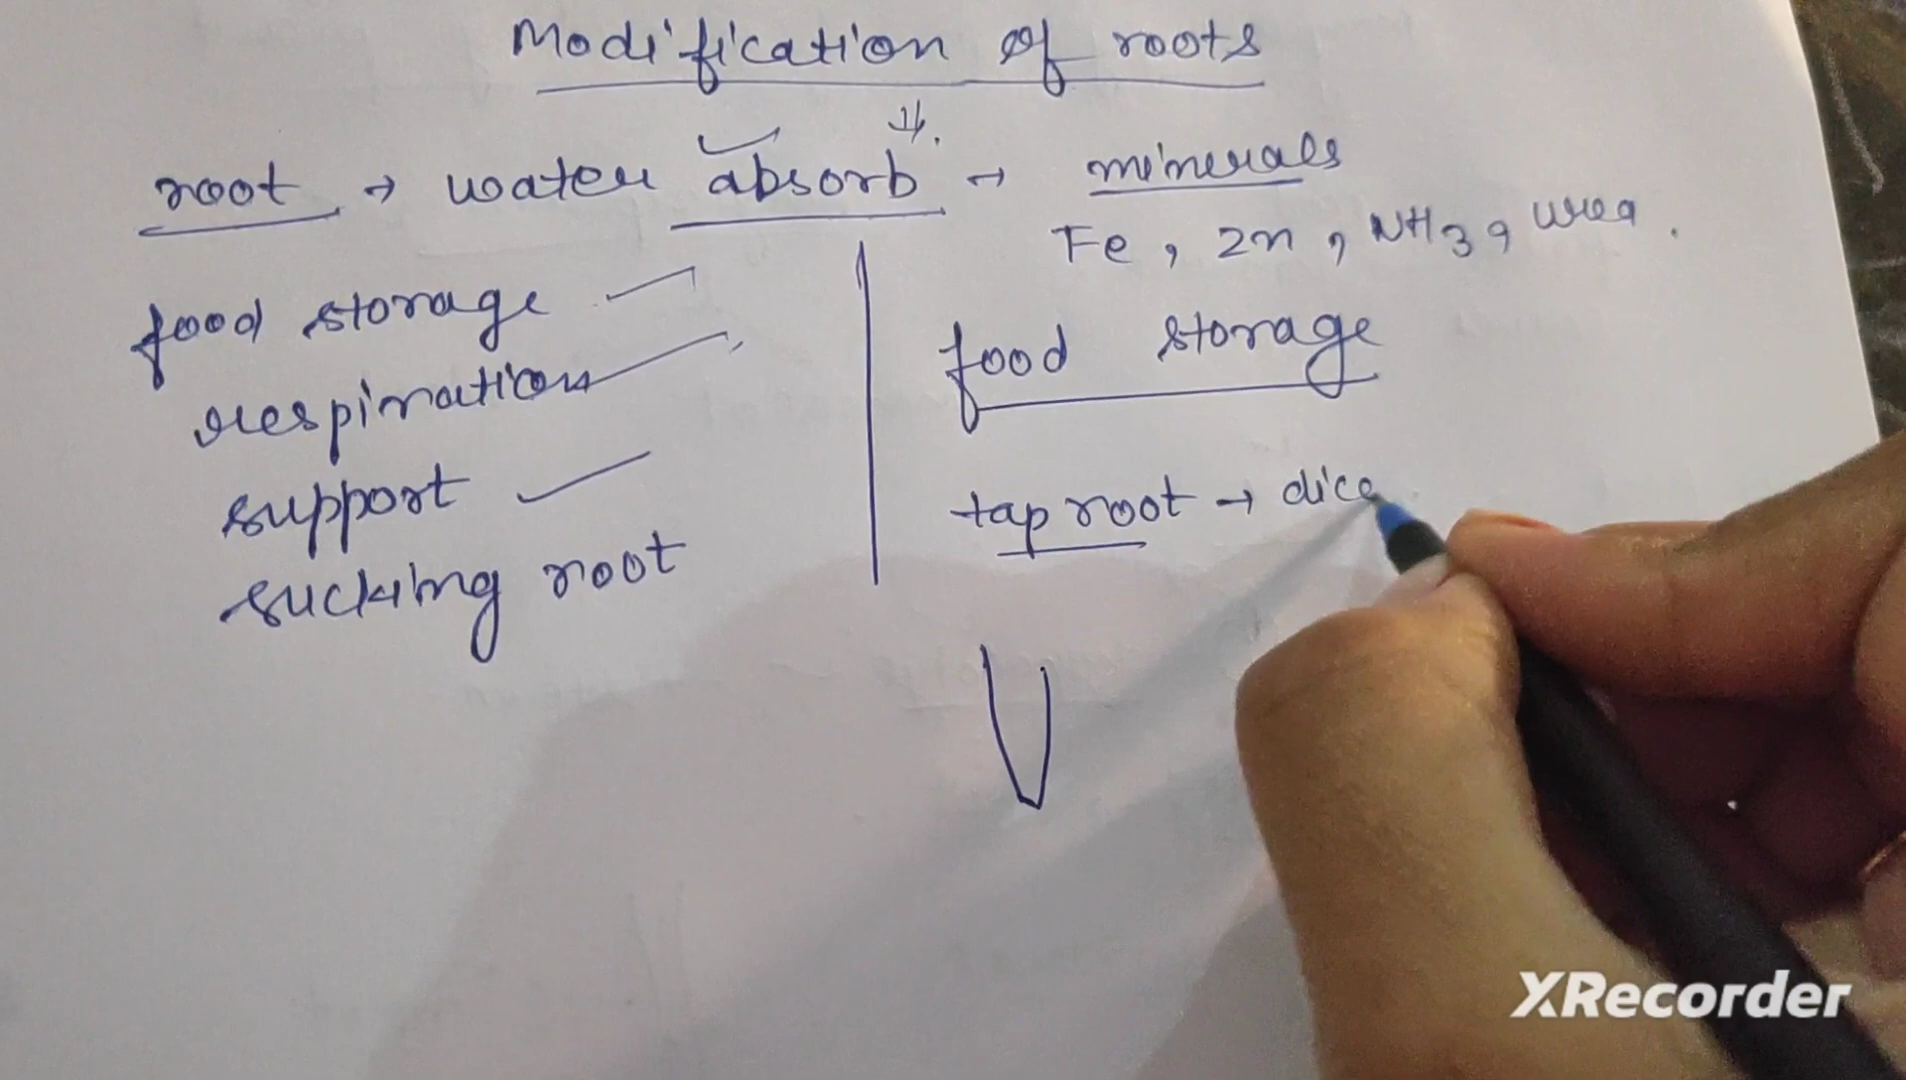 Modification of roots
root → water absorb → minerals
Fe, Zn, NH3, Urea.
food storage
respiration
support
sucking root
food storage
tap root → dico
XRecorder